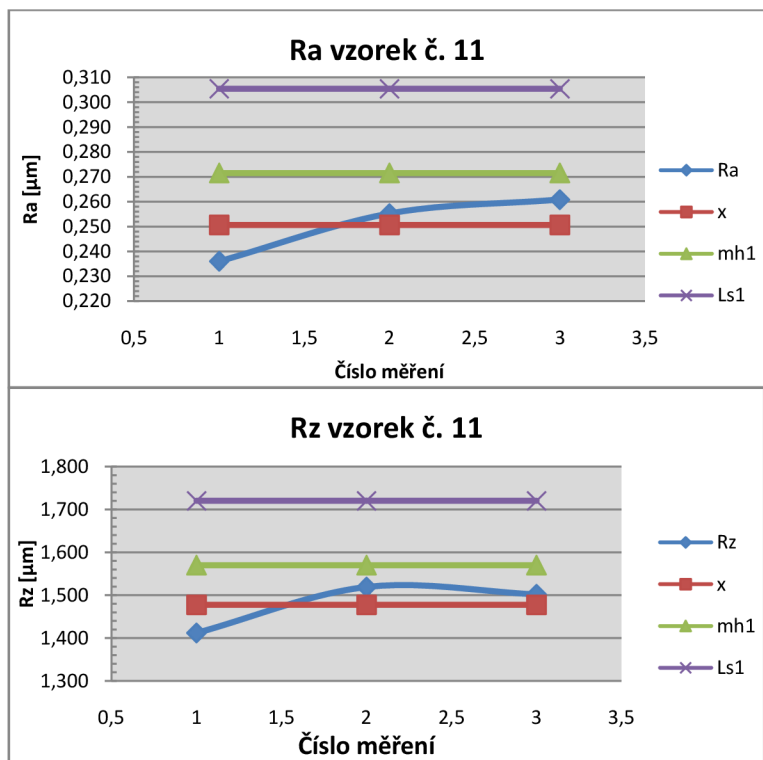 Ra vzorek č. 11
0,310
0,300
0,290
0,280
0,270
0,260
0,250
0,240
0,230
0,220
Ra [µm]
0,5 1 1,5 2 2,5 3 3,5
Číslo měření
Ra
x
mh1
Ls1
Rz vzorek č. 11
1,800
1,700
1,600
1,500
1,400
1,300
Rz [µm]
0,5 1 1,5 2 2,5 3 3,5
Číslo měření
Rz
x
mh1
Ls1